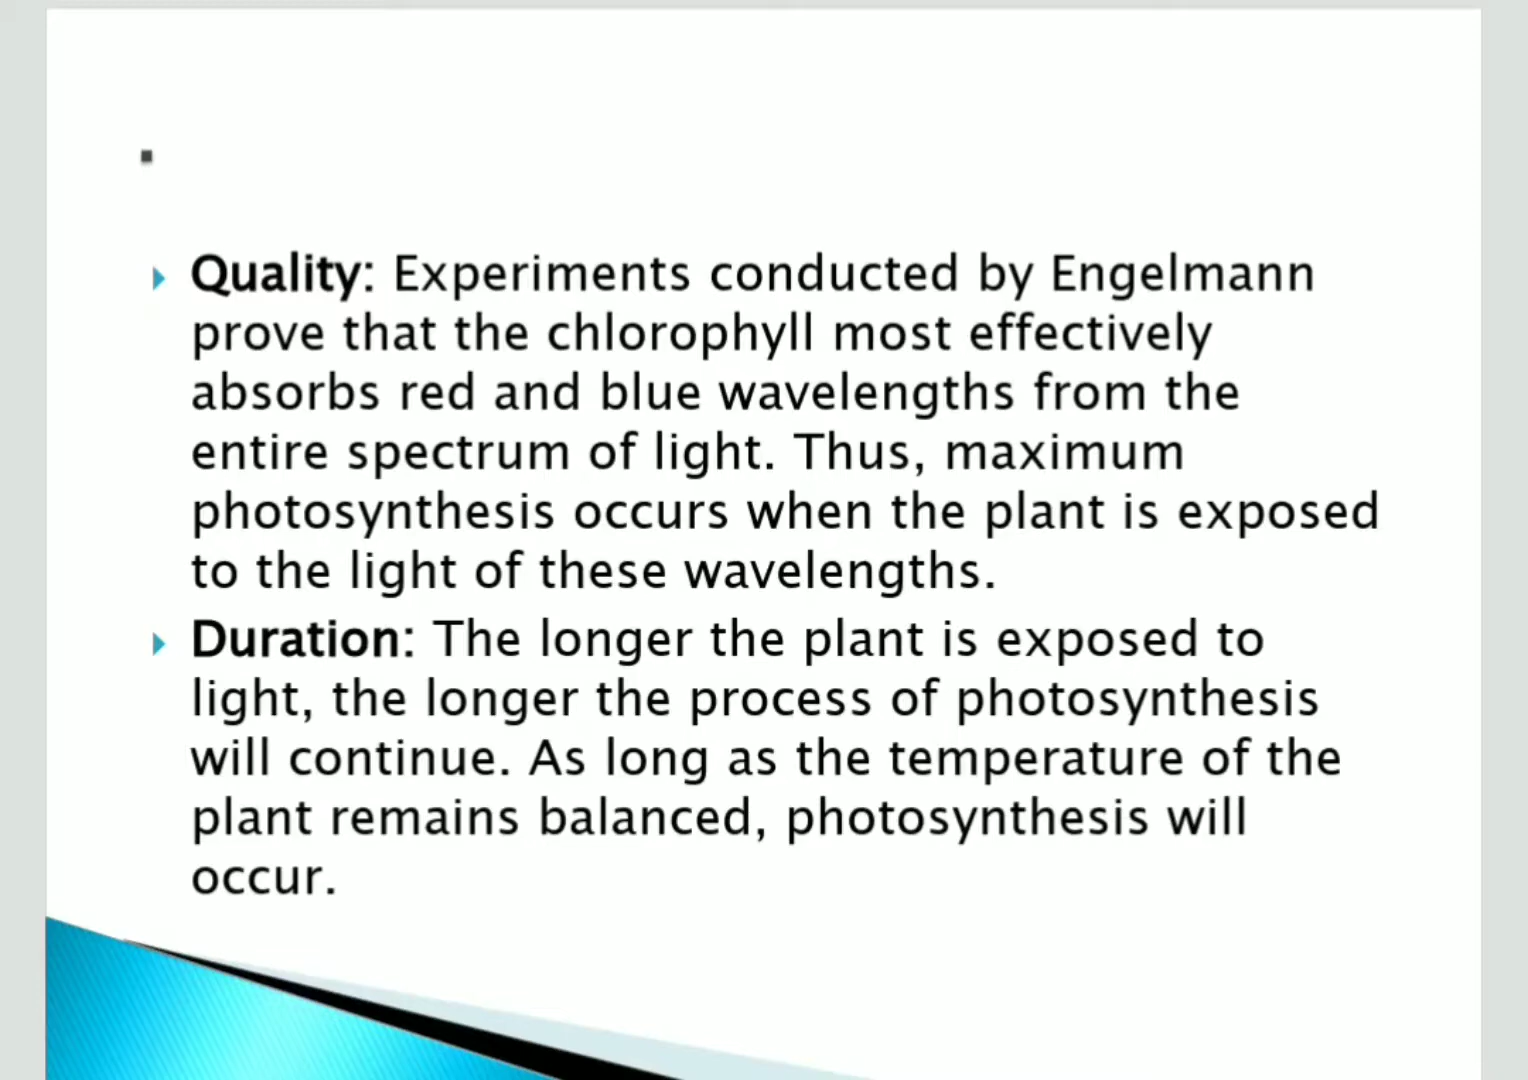 .
Quality: Experiments conducted by Engelmann
prove that the chlorophyll most effectively
absorbs red and blue wavelengths from the
entire spectrum of light. Thus, maximum
photosynthesis occurs when the plant is exposed
to the light of these wavelengths.
Duration: The longer the plant is exposed to
light, the longer the process of photosynthesis
will continue. As long as the temperature of the
plant remains balanced, photosynthesis will
occur.